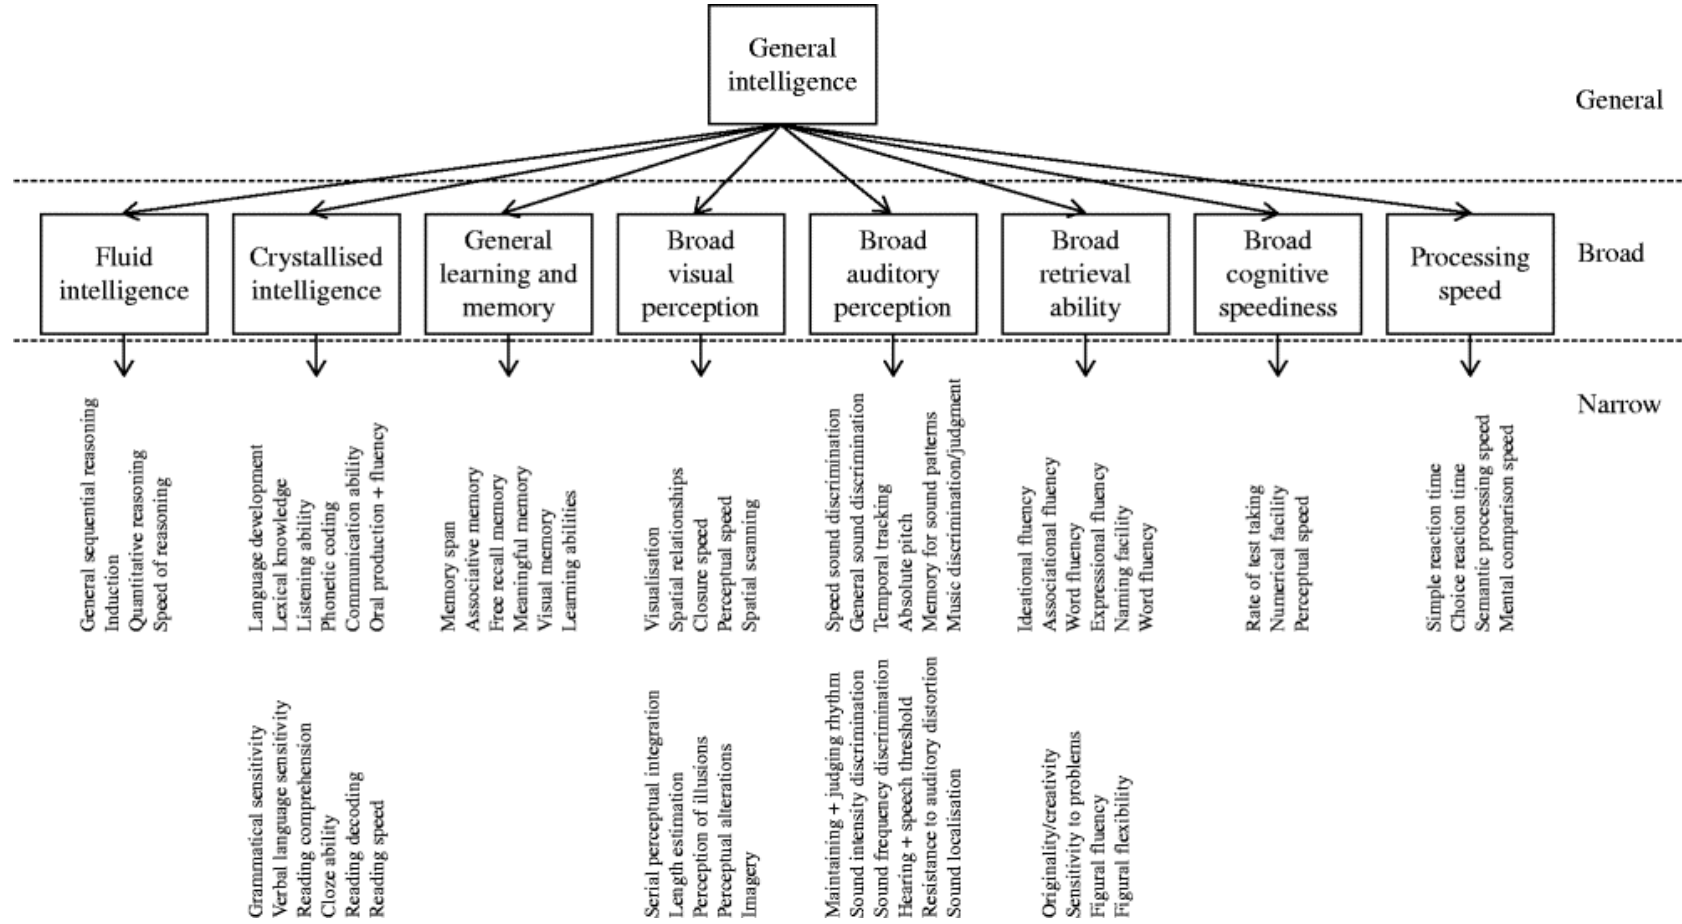 General
intelligence
General
Fluid
intelligence
Crystallised
intelligence
General
learning and
memory
Broad
visual
perception
Broad
auditory
perception
Broad
retrieval
ability
Broad
cognitive
speediness
Processing
speed
Broad
Narrow
General sequential reasoning
Induction
Quantitative reasoning
Speed of reasoning
Language development
Lexical knowledge
Listening ability
Phonetic coding
Communication ability
Oral production + fluency
Grammatical sensitivity
Verbal language sensitivity
Reading comprehension
Cloze ability
Reading decoding
Reading speed
Memory span
Associative memory
Free recall memory
Meaningful memory
Visual memory
Learning abilities
Visualisation
Spatial relationships
Closure speed
Perceptual speed
Spatial scanning
Serial perceptual integration
Length estimation
Perception of illusions
Perceptual alterations
Imagery
Speed sound discrimination
General sound discrimination
Temporal tracking
Absolute pitch
Memory for sound patterns
Music discrimination/judgment
Maintaining + judging rhythm
Sound intensity discrimination
Sound frequency discrimination
Hearing + speech threshold
Resistance to auditory distortion
Sound localisation
Ideational fluency
Associational fluency
Word fluency
Expressional fluency
Naming facility
Word fluency
Originality/creativity
Sensitivity to problems
Figural fluency
Figural flexibility
Rate of test taking
Numerical facility
Perceptual speed
Simple reaction time
Choice reaction time
Semantic processing speed
Mental comparison speed